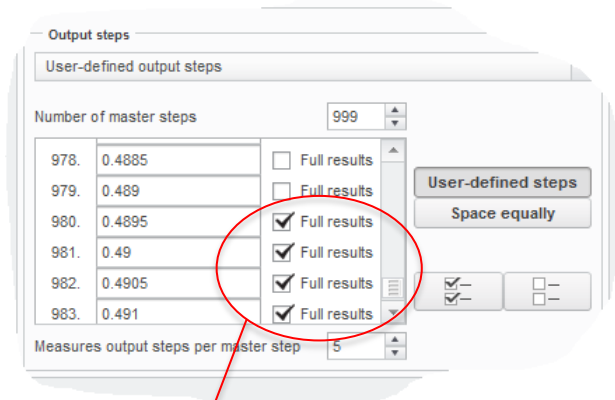 Output steps
User-defined output steps
Number of master steps 999
978. 0.4885 Full results
979. 0.489 Full results
980. 0.4895 Full results
981. 0.49 Full results
982. 0.4905 Full results
983. 0.491 Full results
User-defined steps
Space equally
Measures output steps per master step 5